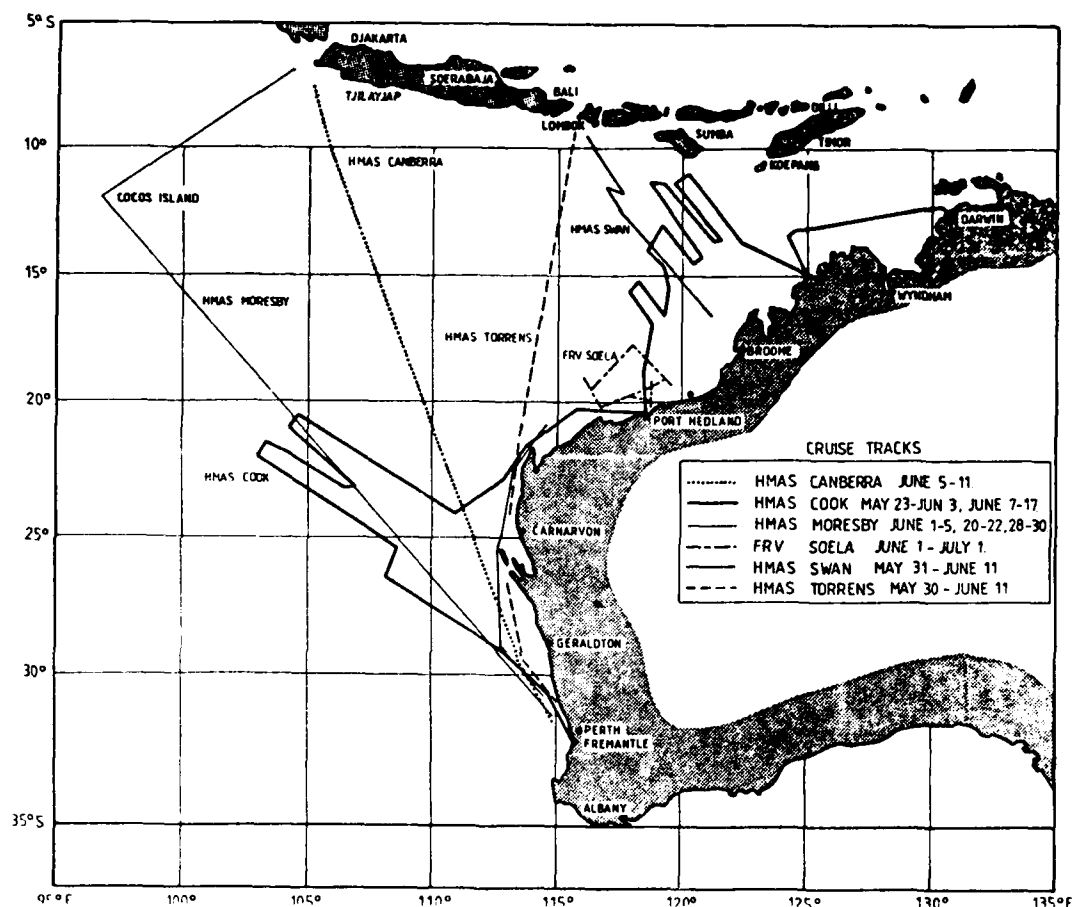 5°S
DJAKARTA
SOERABAJA
TJILAYJAP
BALI
LOMBOK
DILLI
SUMBA
TIMOR
10°
KOEPANG
HMAS CANBERRA
COCOS ISLAND
HMAS SWAN
DARWIN
15°
WYNDHAM
HMAS MORESBY
HMAS TORRENS
FRV SOELA
BROOME
20°
PORT HEDLAND
HMAS COOK
CRUISE TRACKS
HMAS CANBERRA JUNE 5-11
HMAS COOK MAY 23-JUN 3, JUNE 7-17
HMAS MORESBY JUNE 1-5, 20-22, 28-30
FRV SOELA JUNE 1 - JULY 1
HMAS SWAN MAY 31 - JUNE 11
HMAS TORRENS MAY 30 - JUNE 11
25°
CARNARVON
GERALDTON
30°
PERTH
FREMANTLE
ALBANY
35°S
95°E 100° 105° 110° 115° 120° 125° 130° 135°E